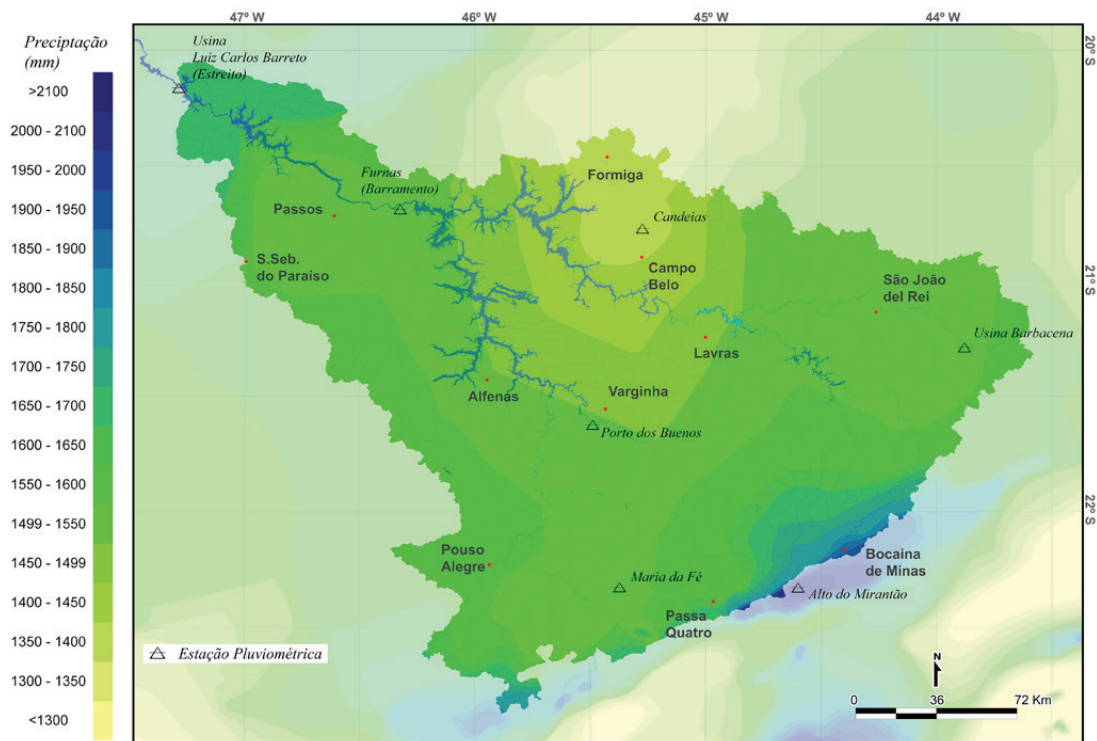 Preciptação
(mm)
>2100
2000 - 2100
1950 - 2000
1900 - 1950
1850 - 1900
1800 - 1850
1750 - 1800
1700 - 1750
1650 - 1700
1600 - 1650
1550 - 1600
1499 - 1550
1450 - 1499
1400 - 1450
1350 - 1400
1300 - 1350
<1300
47° W
46° W
45° W
44° W
20° S
21° S
22° S
Usina
Luiz Carlos Barreto
(Estreito)
Furnas
(Barramento)
Passos
S.Seb.
do Paraiso
Formiga
Candeias
Campo
Belo
São João
del Rei
Usina Barbacena
Lavras
Alfenas
Varginha
Porto dos Buenos
Pouso
Alegre
Maria da Fé
Passa
Quatro
Bocaina
de Minas
Alto do Mirantão
Estação Pluviométrica
N
0 36 72 Km